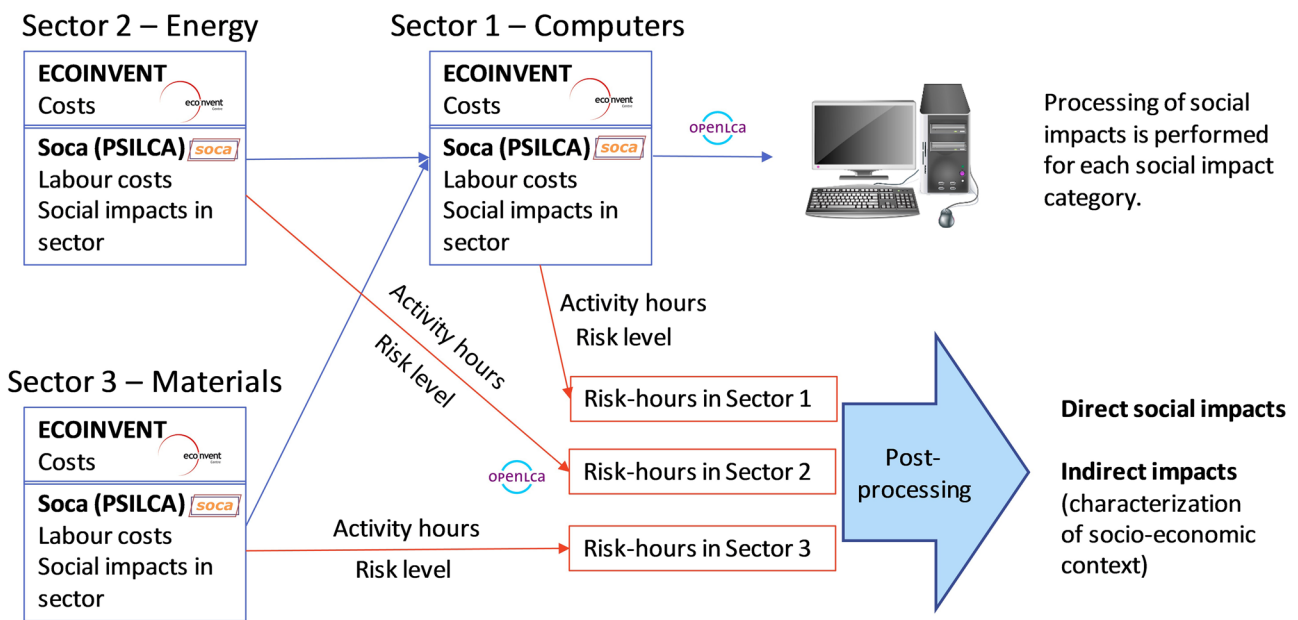 Sector 2 – Energy
ECOINVENT
Costs
ecoinvent
Centre
Soca (PSILCA)
soca
Labour costs
Social impacts in
sector
Sector 1 – Computers
ECOINVENT
Costs
ecoinvent
Centre
Soca (PSILCA)
soca
Labour costs
Social impacts in
sector
openLca
Processing of social
impacts is performed
for each social impact
category.
Activity hours
Risk level
Activity hours
Risk level
Sector 3 – Materials
ECOINVENT
Costs
ecoinvent
Centre
Soca (PSILCA)
soca
Labour costs
Social impacts in
sector
openLca
Activity hours
Risk level
Risk-hours in Sector 1
Risk-hours in Sector 2
Risk-hours in Sector 3
Post-
processing
Direct social impacts
Indirect impacts
(characterization
of socio-economic
context)